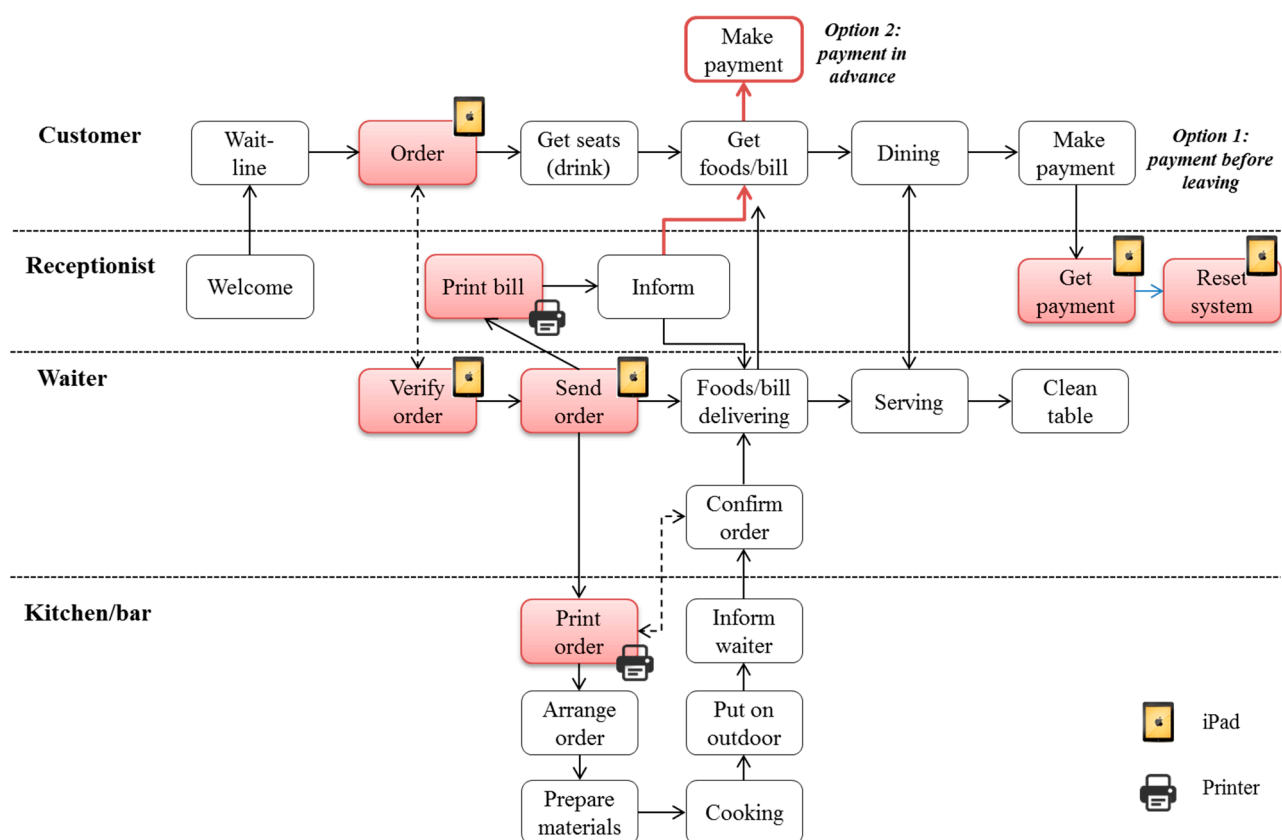 Make
payment
Option 2:
payment in
advance
Customer
Wait-
line
Order
Get seats
(drink)
Get
foods/bill
Dining
Make
payment
Option 1:
payment before
leaving
Receptionist
Welcome
Print bill
Inform
Get
payment
Reset
system
Waiter
Verify
order
Send
order
Foods/bill
delivering
Serving
Clean
table
Confirm
order
Kitchen/bar
Print
order
Inform
waiter
Arrange
order
Put on
outdoor
Prepare
materials
Cooking
iPad
Printer